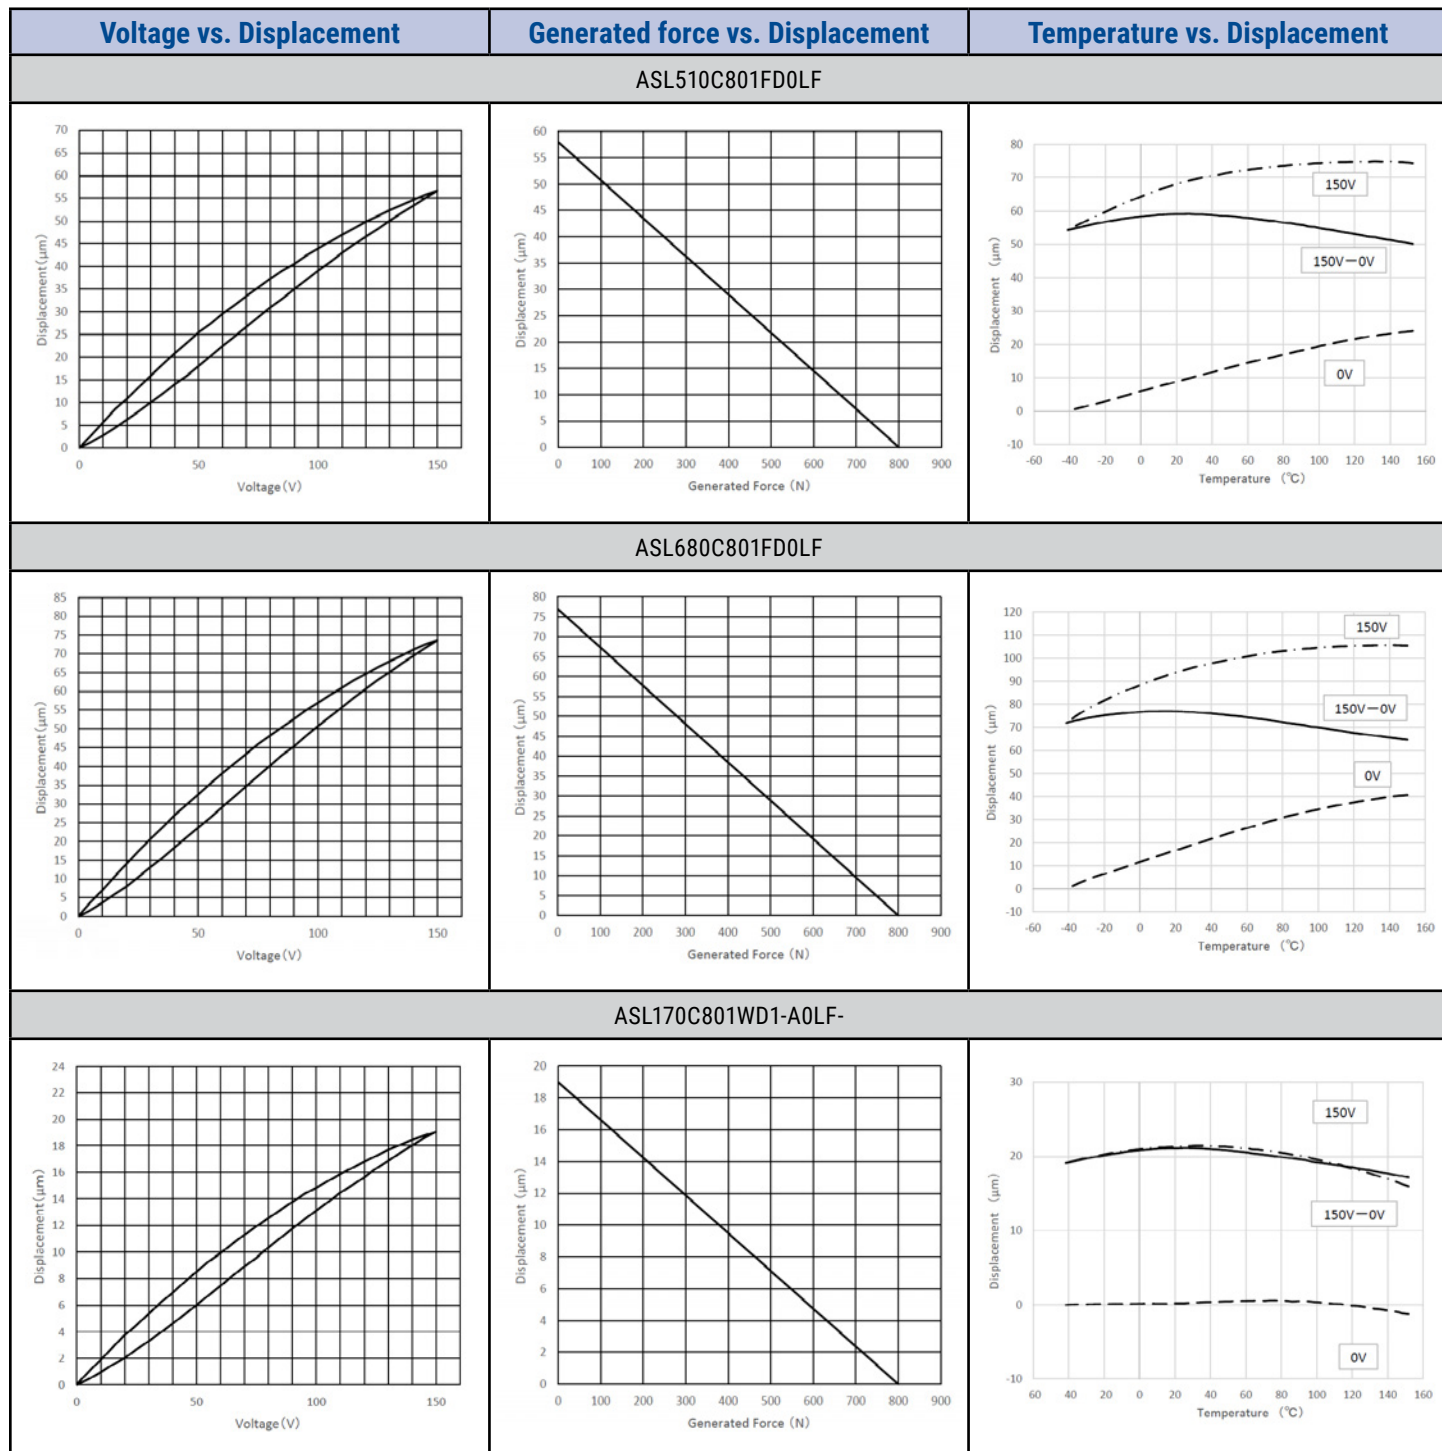 Voltage vs. Displacement
Generated force vs. Displacement
Temperature vs. Displacement
ASL510C801FD0LF
70
65
60
55
50
45
40
35
30
25
20
15
10
5
0
Displacement(μm)
0 50 100 150
Voltage(V)
60
55
50
45
40
35
30
25
20
15
10
5
0
Displacement (μm)
0 100 200 300 400 500 600 700 800 900
Generated Force (N)
80
70
60
50
40
30
20
10
0
-10
Displacement (μm)
150V
150V-0V
0V
-60 -40 -20 0 20 40 60 80 100 120 140 160
Temperature (℃)
ASL680C801FD0LF
85
80
75
70
65
60
55
50
45
40
35
30
25
20
15
10
5
0
Displacement(μm)
0 50 100 150
Voltage(V)
80
75
70
65
60
55
50
45
40
35
30
25
20
15
10
5
0
Displacement (μm)
0 100 200 300 400 500 600 700 800 900
Generated Force (N)
120
110
100
90
80
70
60
50
40
30
20
10
0
-10
Displacement (μm)
150V
150V-0V
0V
-60 -40 -20 0 20 40 60 80 100 120 140 160
Temperature (℃)
ASL170C801WD1-A0LF-
24
22
20
18
16
14
12
10
8
6
4
2
0
Displacement(μm)
0 50 100 150
Voltage(V)
20
18
16
14
12
10
8
6
4
2
0
Displacement (μm)
0 100 200 300 400 500 600 700 800 900
Generated Force (N)
30
20
10
0
-10
Displacement (μm)
150V
150V-0V
0V
60 40 20 0 20 40 60 80 100 120 140 160
Temperature (℃)